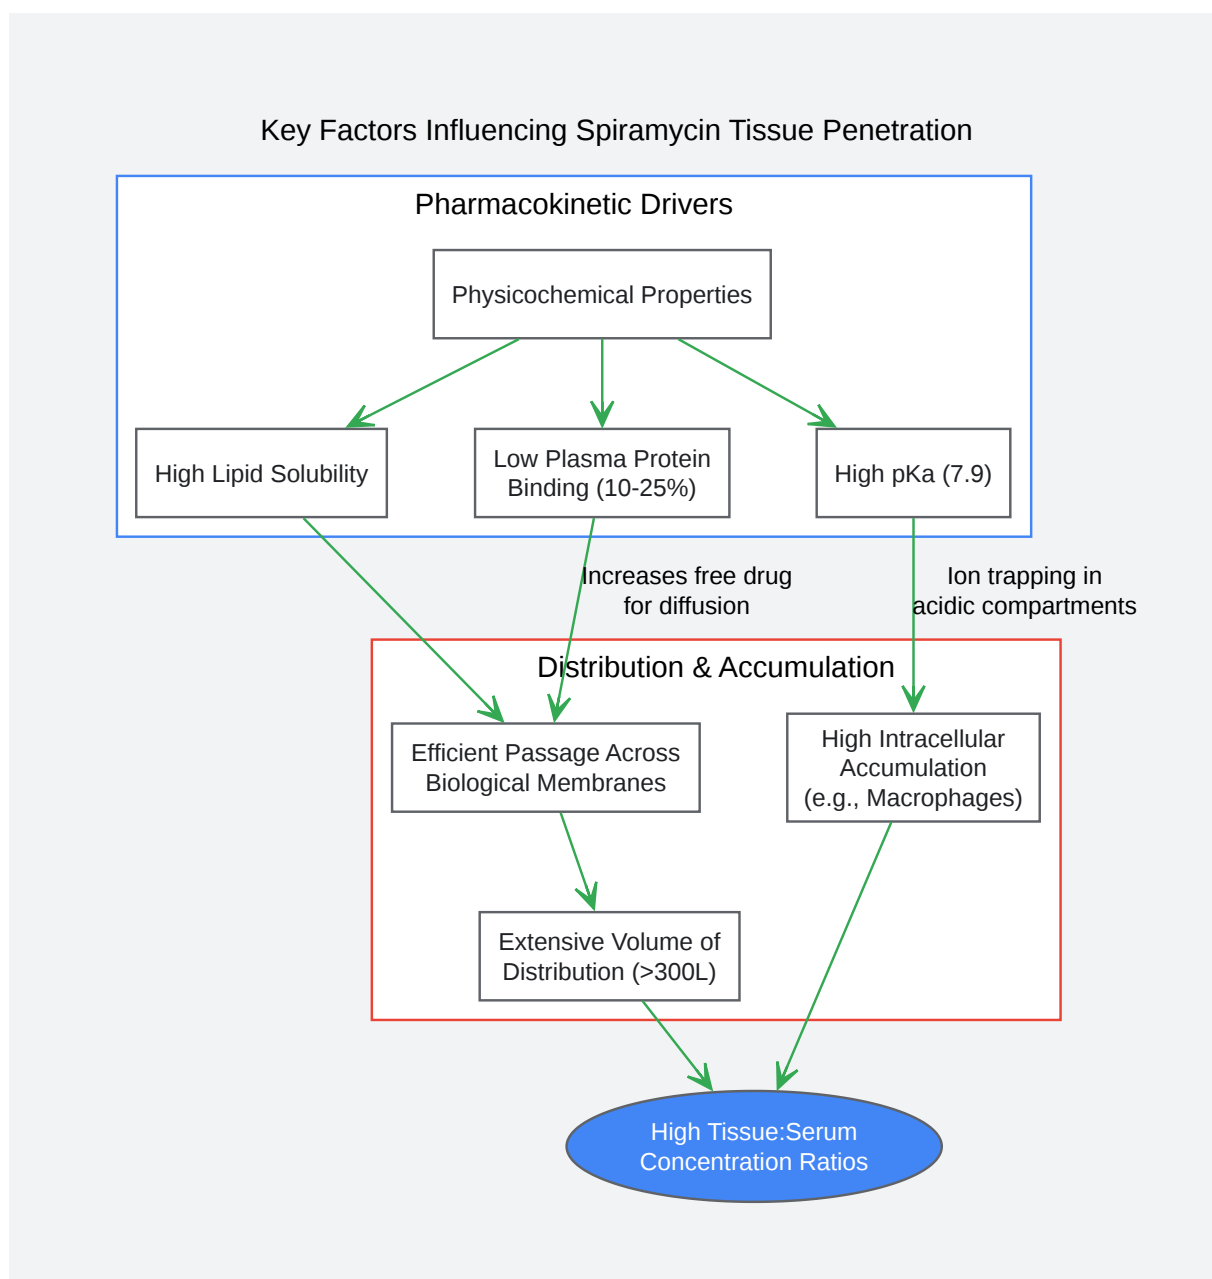 Key Factors Influencing Spiramycin Tissue Penetration
Pharmacokinetic Drivers
Physicochemical Properties
High Lipid Solubility
Low Plasma Protein
Binding (10-25%)
High pKa (7.9)
Increases free drug
for diffusion
Ion trapping in
acidic compartments
Distribution & Accumulation
Efficient Passage Across
Biological Membranes
High Intracellular
Accumulation
(e.g., Macrophages)
Extensive Volume of
Distribution (>300L)
High Tissue:Serum
Concentration Ratios